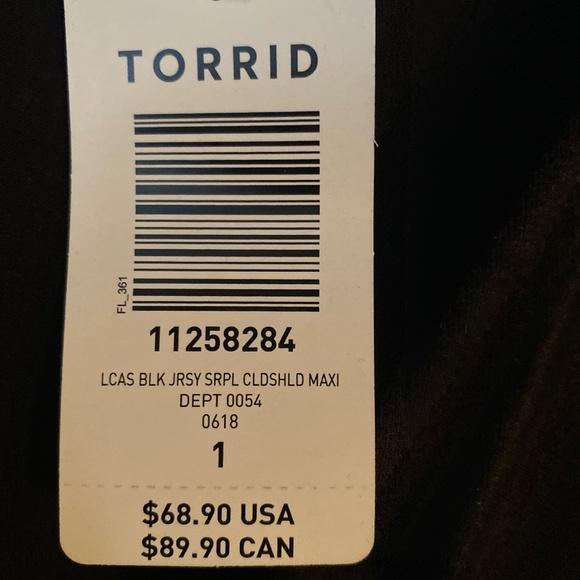 TORRID
FL_361
11258284
LCAS BLK JRSY SRPL CLDSHLD MAXI
DEPT 0054
0618
1
$68.90 USA
$89.90 CAN